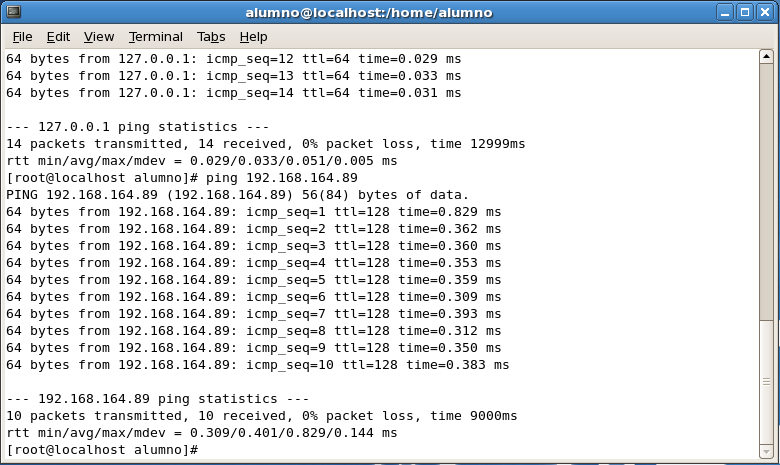 alumno@localhost:/home/alumno
File Edit View Terminal Tabs Help
64 bytes from 127.0.0.1: icmp_seq=12 ttl=64 time=0.029 ms
64 bytes from 127.0.0.1: icmp_seq=13 ttl=64 time=0.033 ms
64 bytes from 127.0.0.1: icmp_seq=14 ttl=64 time=0.031 ms
--- 127.0.0.1 ping statistics ---
14 packets transmitted, 14 received, 0% packet loss, time 12999ms
rtt min/avg/max/mdev = 0.029/0.033/0.051/0.005 ms
[root@localhost alumno]# ping 192.168.164.89
PING 192.168.164.89 (192.168.164.89) 56(84) bytes of data.
64 bytes from 192.168.164.89: icmp_seq=1 ttl=128 time=0.829 ms
64 bytes from 192.168.164.89: icmp_seq=2 ttl=128 time=0.362 ms
64 bytes from 192.168.164.89: icmp_seq=3 ttl=128 time=0.360 ms
64 bytes from 192.168.164.89: icmp_seq=4 ttl=128 time=0.353 ms
64 bytes from 192.168.164.89: icmp_seq=5 ttl=128 time=0.359 ms
64 bytes from 192.168.164.89: icmp_seq=6 ttl=128 time=0.309 ms
64 bytes from 192.168.164.89: icmp_seq=7 ttl=128 time=0.393 ms
64 bytes from 192.168.164.89: icmp_seq=8 ttl=128 time=0.312 ms
64 bytes from 192.168.164.89: icmp_seq=9 ttl=128 time=0.350 ms
64 bytes from 192.168.164.89: icmp_seq=10 ttl=128 time=0.383 ms
--- 192.168.164.89 ping statistics ---
10 packets transmitted, 10 received, 0% packet loss, time 9000ms
rtt min/avg/max/mdev = 0.309/0.401/0.829/0.144 ms
[root@localhost alumno]#